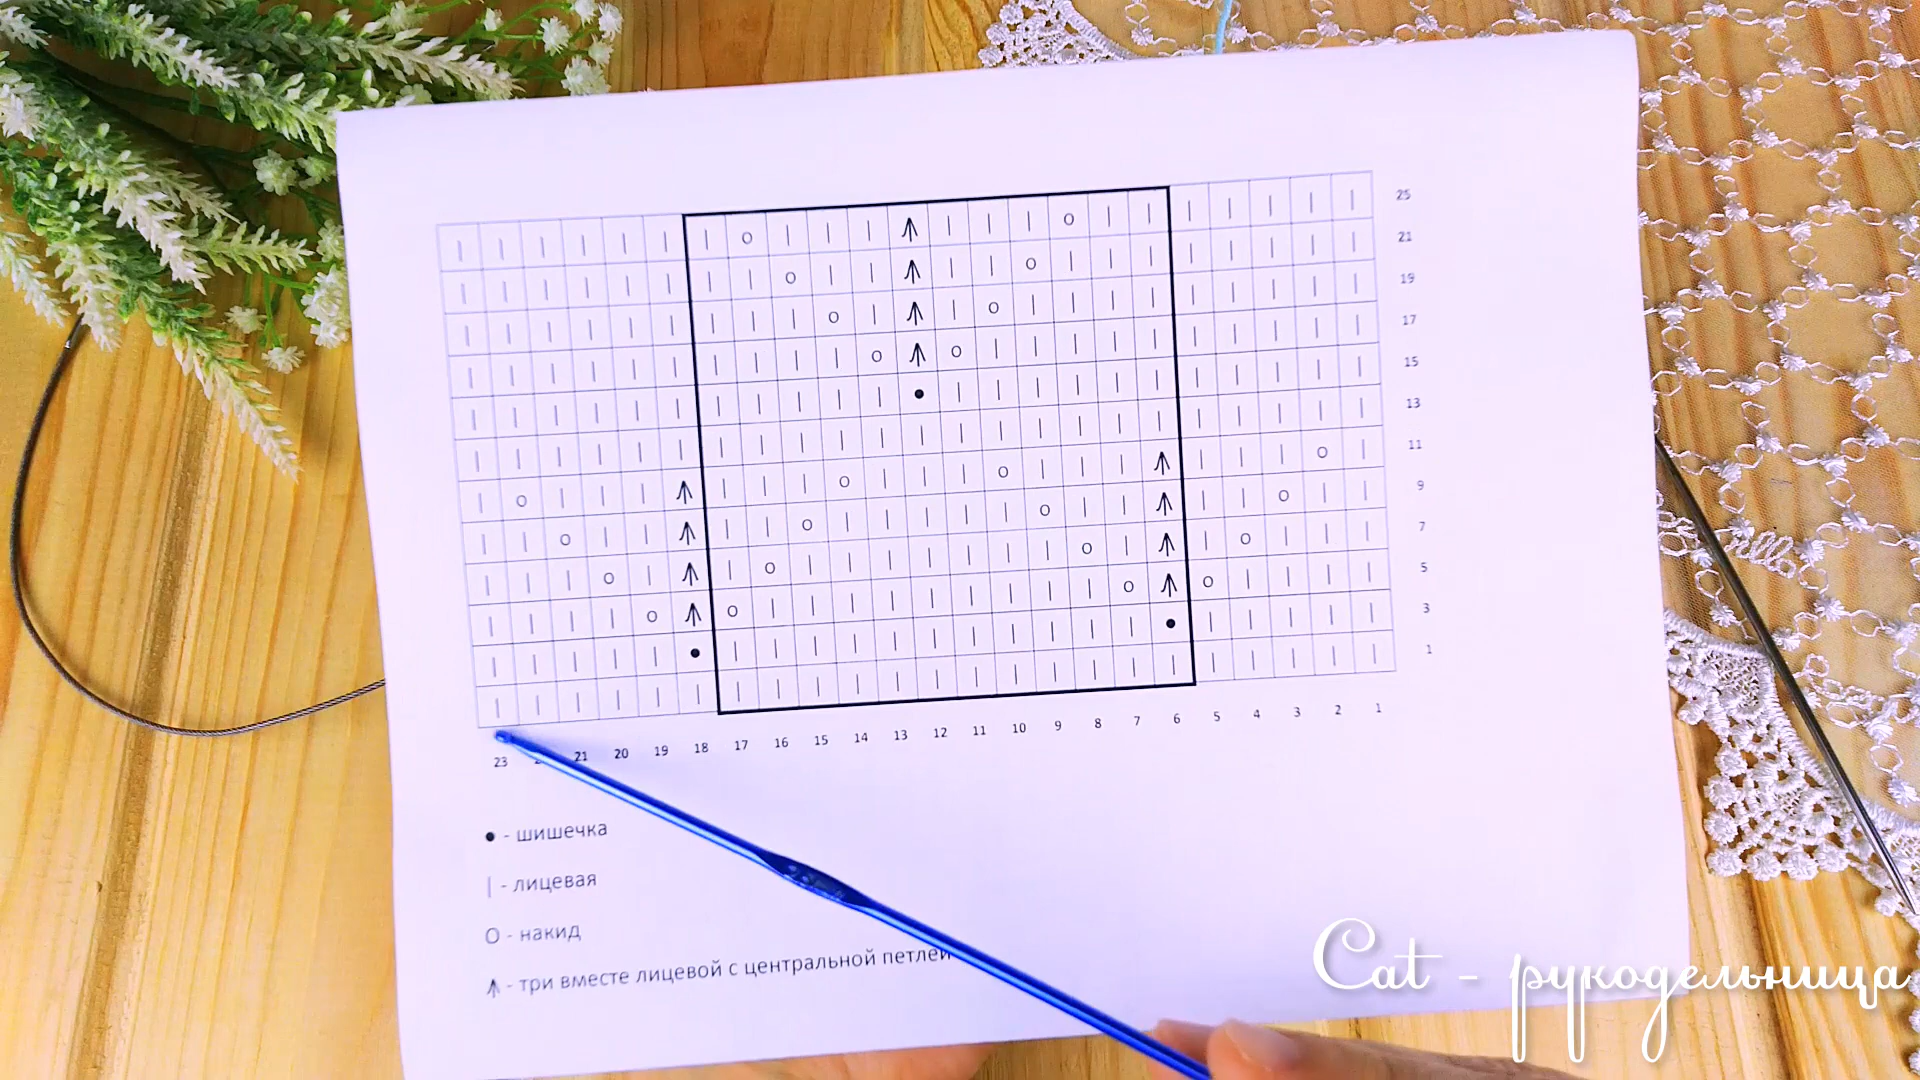 25
21
19
17
15
13
11
9
7
5
3
1
23 21 20 19 18 17 16 15 14 13 12 11 10 9 8 7 6 5 4 3 2 1
● - шишечка
| - лицевая
О - накид
- три вместе лицевой с центральной петлей
Cat - рукодельница